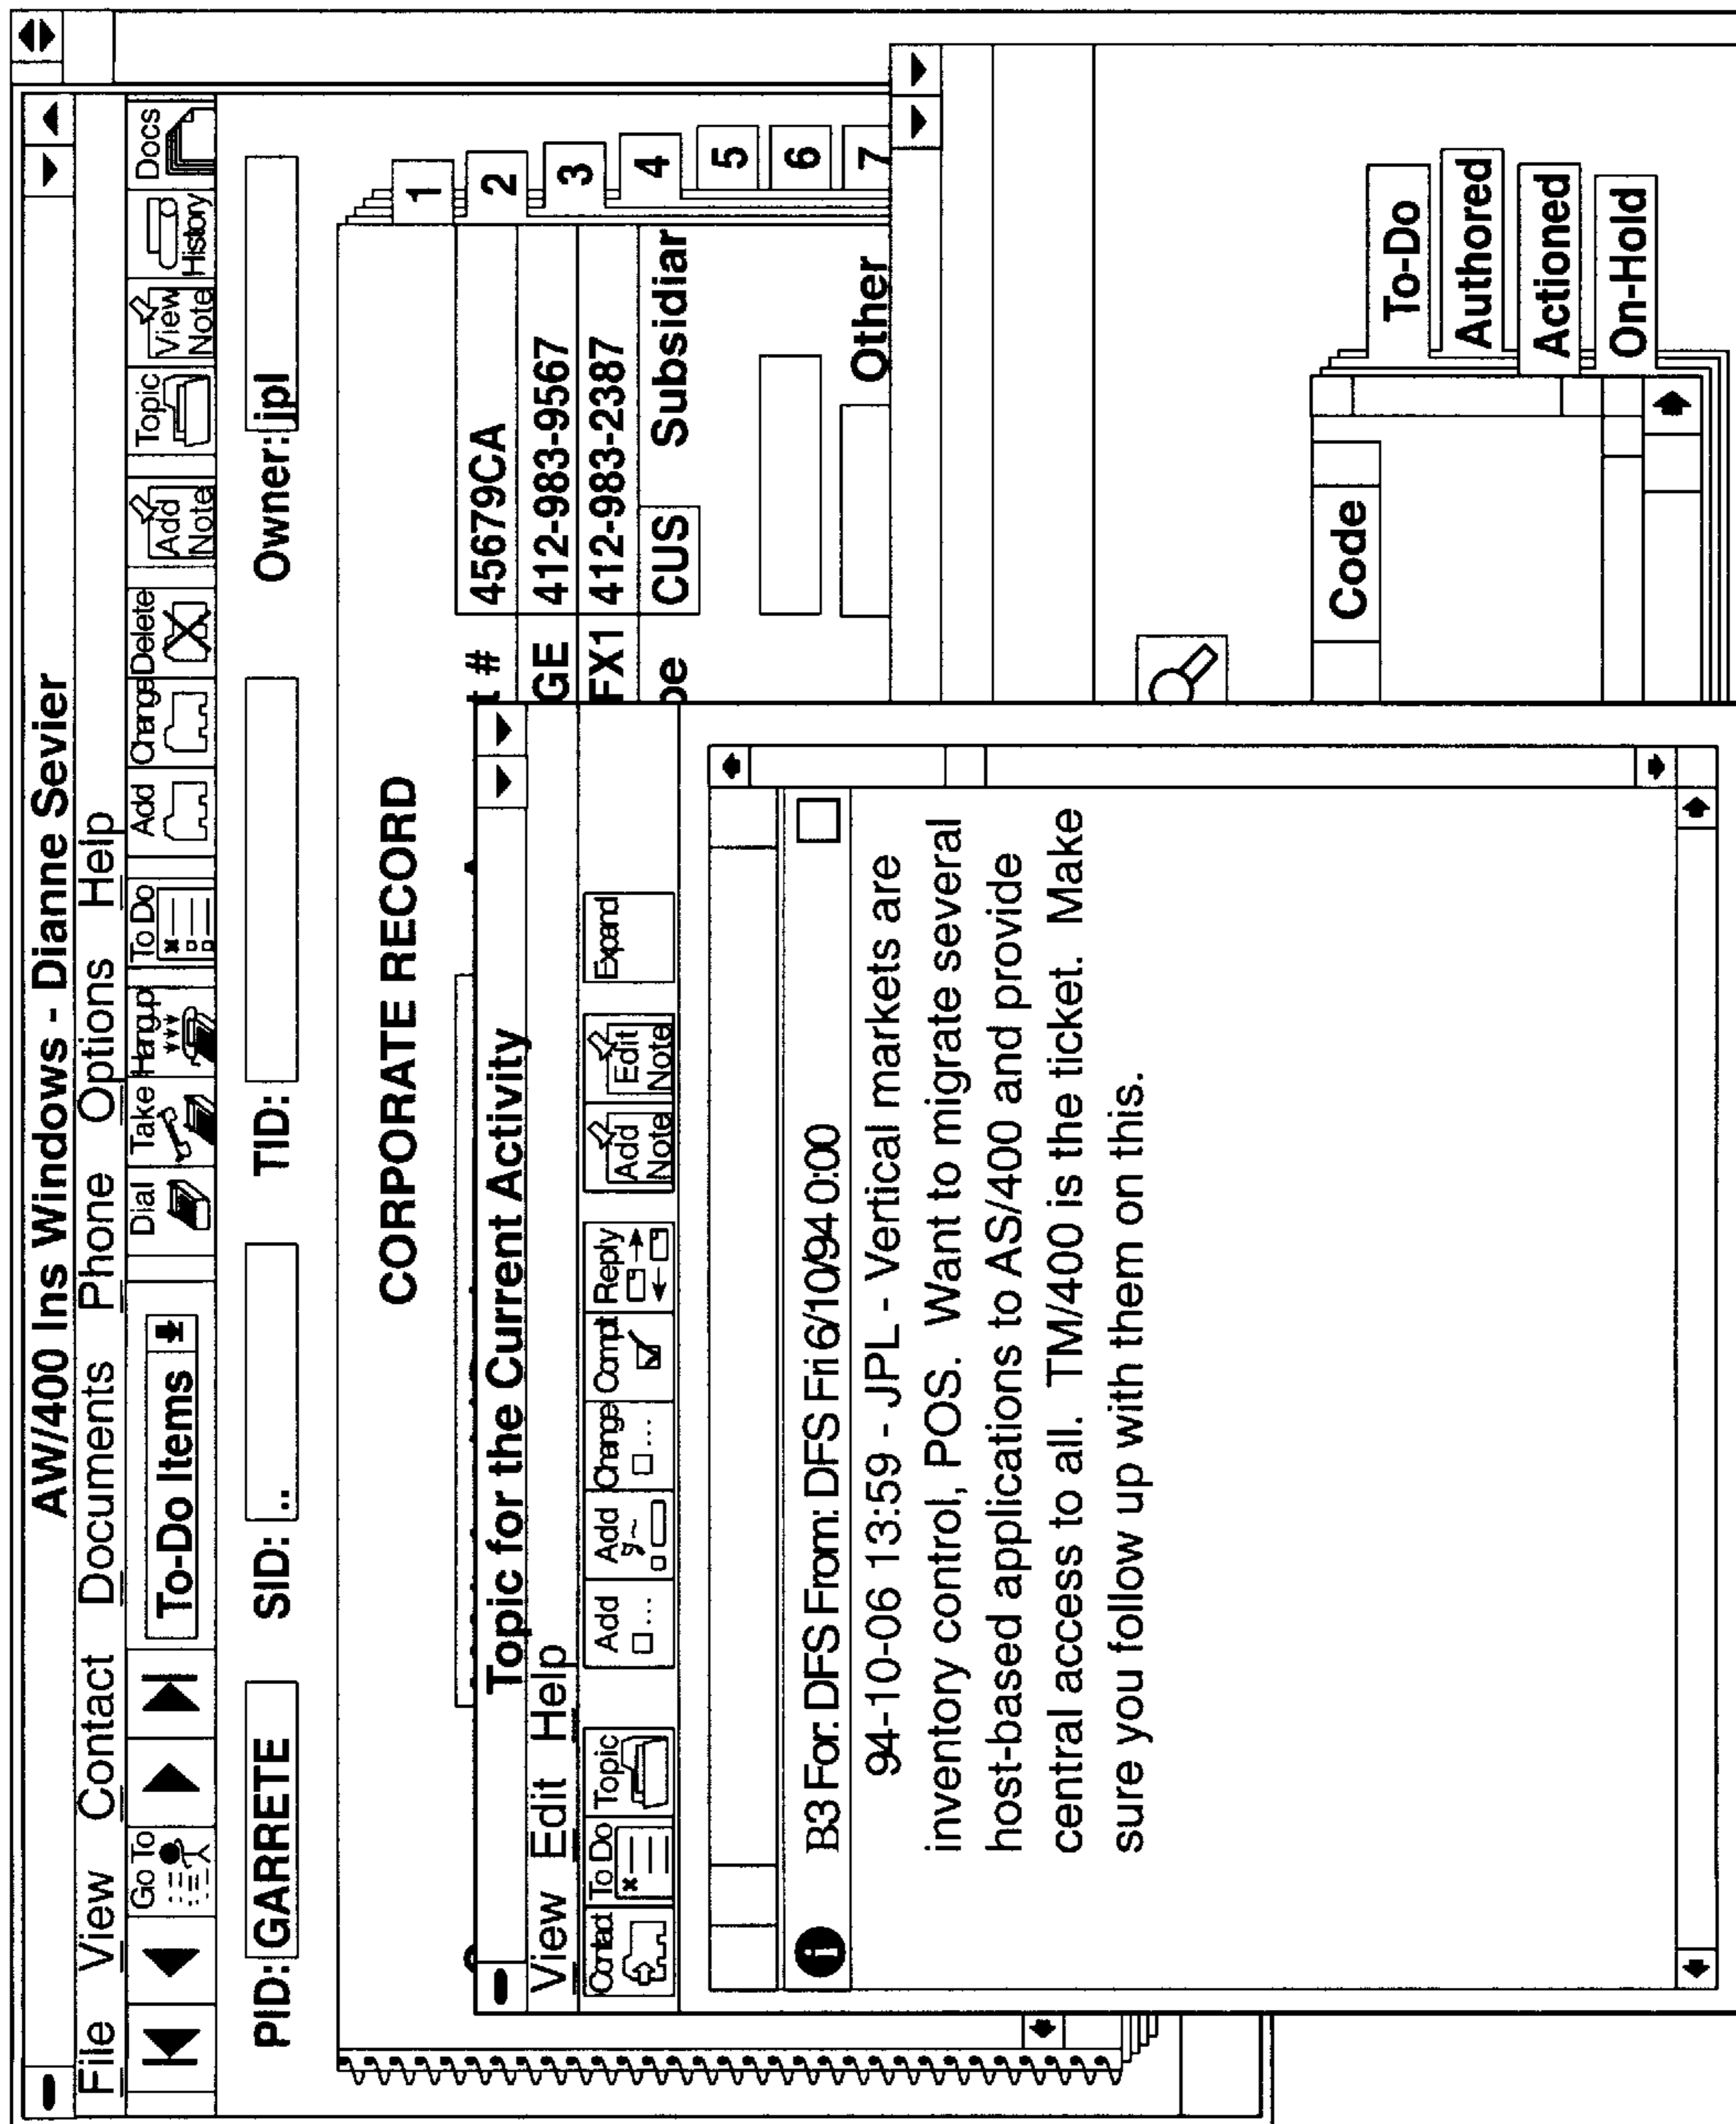 AW/400 Ins Windows - Dianne Sevier
File View Contact Documents Phone Options Help
Go To To-Do Items Dial Take Hangup To Do Add Change Delete Add Note Topic View Note History Docs
PID: GARRETE SID: .. TID: Owner: jpl
CORPORATE RECORD
1
2
3
4
5
6
7
t # 45679CA
GE 412-983-9567
FX1 412-983-2387
pe CUS Subsidiar
Other
Topic for the Current Activity
View Edit Help
Contact To Do Topic Add Add Change Compt Reply Add Note Edit Note Expand
B3 For: DFS From: DFS Fri 6/10/94 0:00
94-10-06 13:59 - JPL - Vertical markets are
inventory control, POS. Want to migrate several
host-based applications to AS/400 and provide
central access to all. TM/400 is the ticket. Make
sure you follow up with them on this.
Code
To-Do
Authored
Actioned
On-Hold